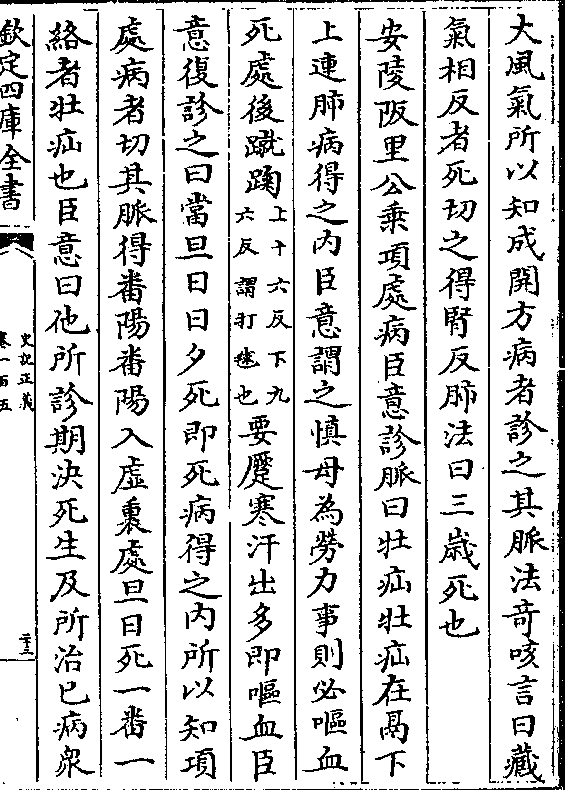 大風氣所以知成開方病者診之其脈法奇咳言曰藏
氣相反者死切之得腎反肺法曰三歲死也
安陵阪里公乗項處病臣意診脈曰牡疝牡疝在鬲下
上連肺病得之内臣意謂之慎毋為勞力事則必嘔血
死處後蹴踘上千六反下九六反謂打毬也要蹷寒汗出多即嘔血臣
意復診之曰當旦日日夕死即死病得之内所以知項
處病者切其脈得番陽番陽入虛裏處旦日死一番一
絡者牡疝也臣意曰他所診期決死生及所治已病衆
欽定四庫全書
史記正義
卷一百五
二十三